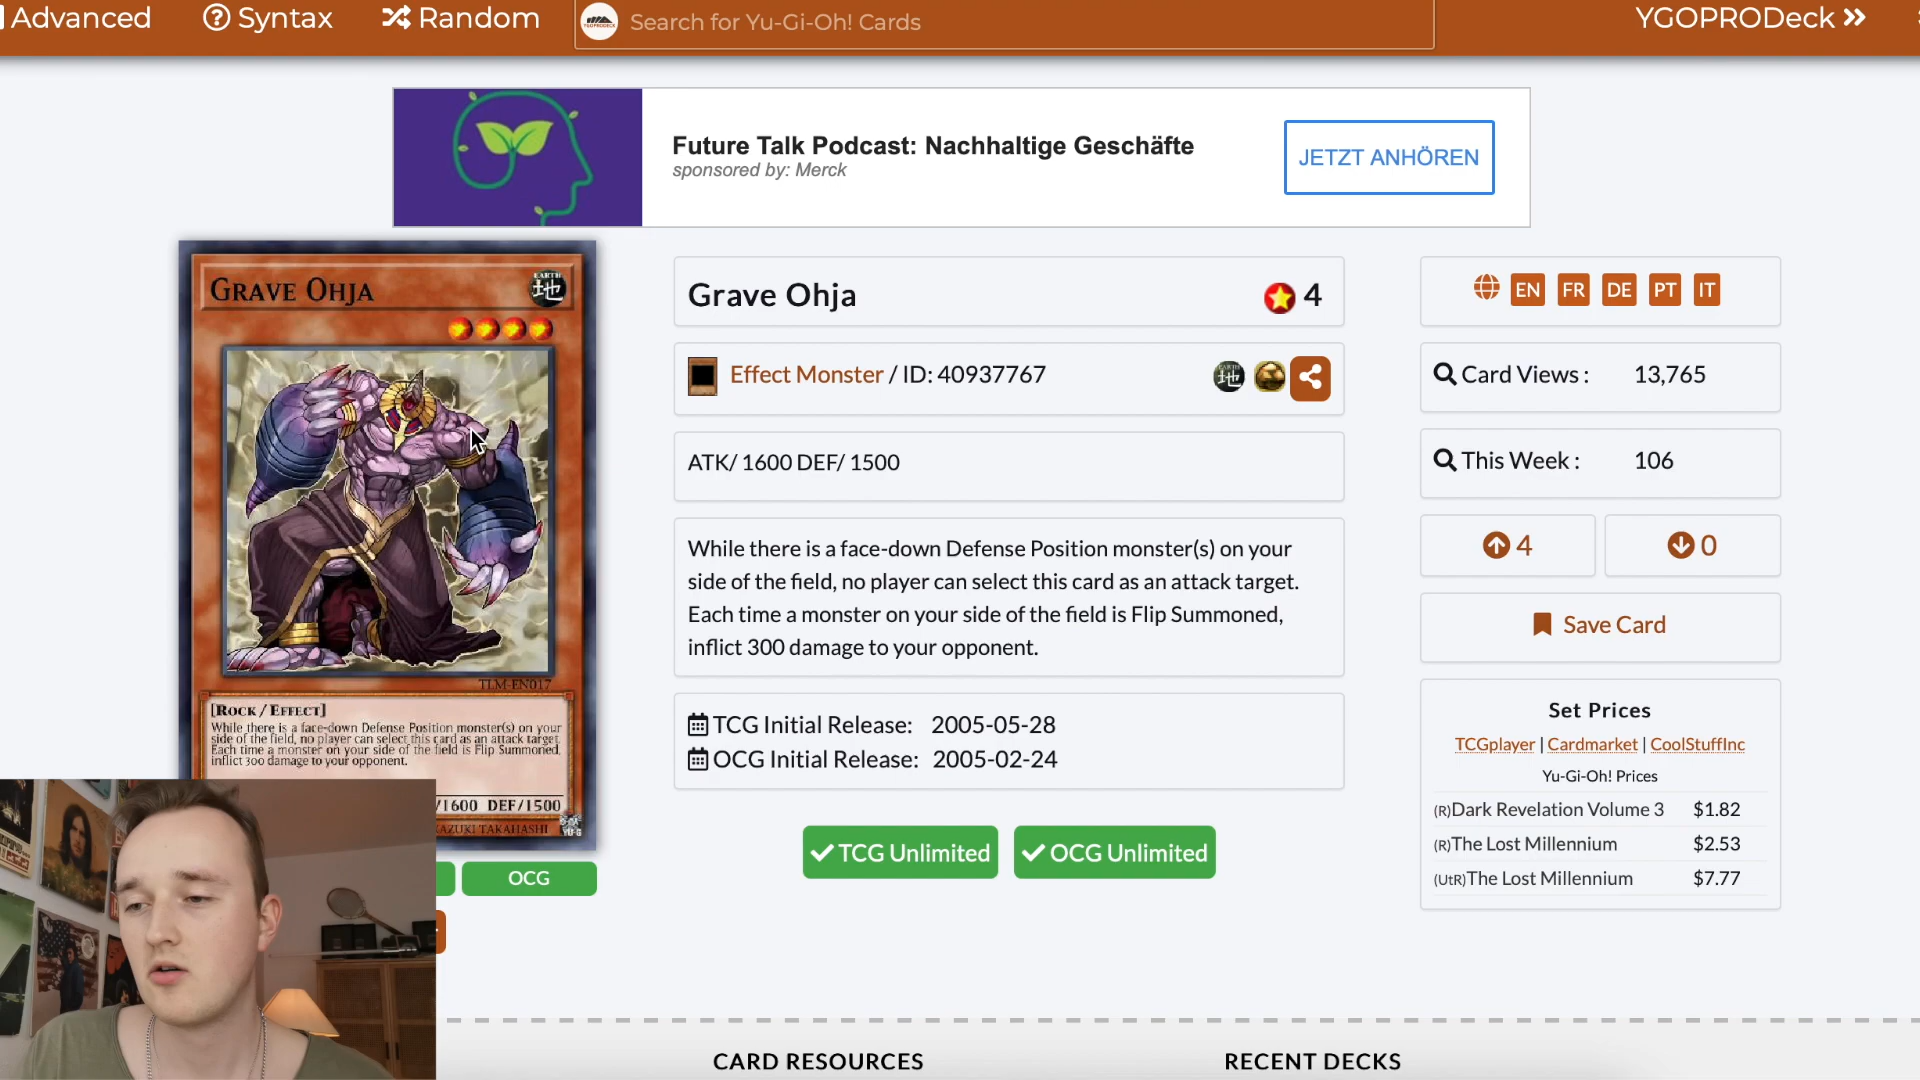 Advanced
Syntax
Random
Search for Yu-Gi-Oh! Cards
YGOPRODeck
Future Talk Podcast: Nachhaltige Geschäfte
sponsored by: Merck
JETZT ANHÖREN
GRAVE OHJA
EARTH
地
TLM-EN017
[ROCK / EFFECT]
While there is a face-down Defense Position monster(s) on your
side of the field, no player can select this card as an attack target.
Each time a monster on your side of the field is Flip Summoned,
inflict 300 damage to your opponent.
/1600 DEF/1500
KAZUKI TAKAHASHI
OCG
Grave Ohja
4
Effect Monster / ID: 40937767
ATK/ 1600 DEF/ 1500
While there is a face-down Defense Position monster(s) on your
side of the field, no player can select this card as an attack target.
Each time a monster on your side of the field is Flip Summoned,
inflict 300 damage to your opponent.
TCG Initial Release: 2005-05-28
OCG Initial Release: 2005-02-24
TCG Unlimited
OCG Unlimited
EN FR DE PT IT
Card Views : 13,765
This Week : 106
4
0
Save Card
Set Prices
TCGplayer | Cardmarket | CoolStuffInc
Yu-Gi-Oh! Prices
(R)Dark Revelation Volume 3 $1.82
(R)The Lost Millennium $2.53
(UtR)The Lost Millennium $7.77
CARD RESOURCES
RECENT DECKS